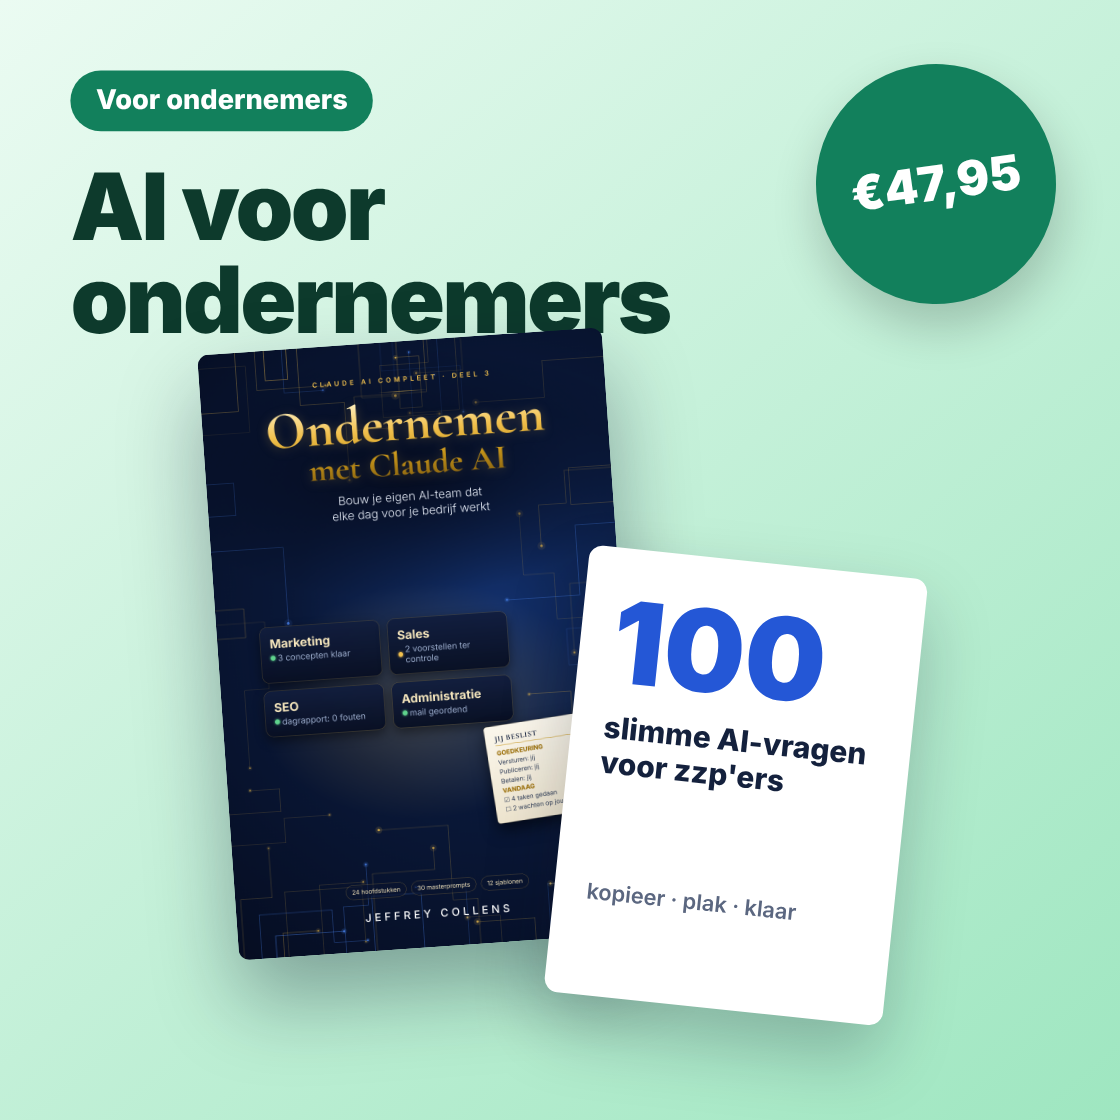 Voor ondernemers
€47,95
AI voor
ondernemers
CLAUDE AI COMPLEET · DEEL 3
Ondernemen
met Claude AI
Bouw je eigen AI-team dat
elke dag voor je bedrijf werkt
Marketing
3 concepten klaar
Sales
2 voorstellen ter
controle
SEO
dagrapport: 0 fouten
Administratie
mail geordend
JIJ BESLIST
GOEDKEURING
Versturen: jij
Publiceren: jij
Betalen: jij
VANDAAG
☑ 4 taken gedaan
☐ 2 wachten op
24 hoofdstukken
30 masterprompts
12 sjablonen
JEFFREY COLLENS
100
slimme AI-vragen
voor zzp'ers
kopieer · plak · klaar